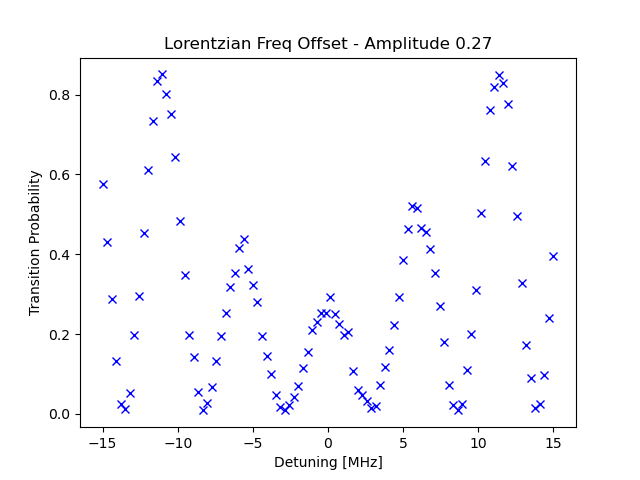 Lorentzian Freq Offset - Amplitude 0.27
Transition Probability
0.8
0.6
0.4
0.2
0.0
−15 −10 −5 0 5 10 15
Detuning [MHz]